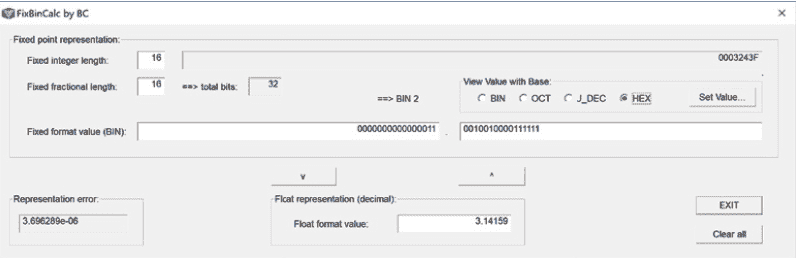 FixBinCalc by BC
Fixed point representation:
Fixed integer length: 16 0003243F
Fixed fractional length: 16 ==> total bits: 32
==> BIN 2
View Value with Base:
BIN OCT J_DEC HEX Set Value...
Fixed format value (BIN): 0000000000000011 . 0010010000111111
v ^
Representation error: Float representation (decimal): EXIT
3.696289e-06 Float format value: 3.14159
Clear all